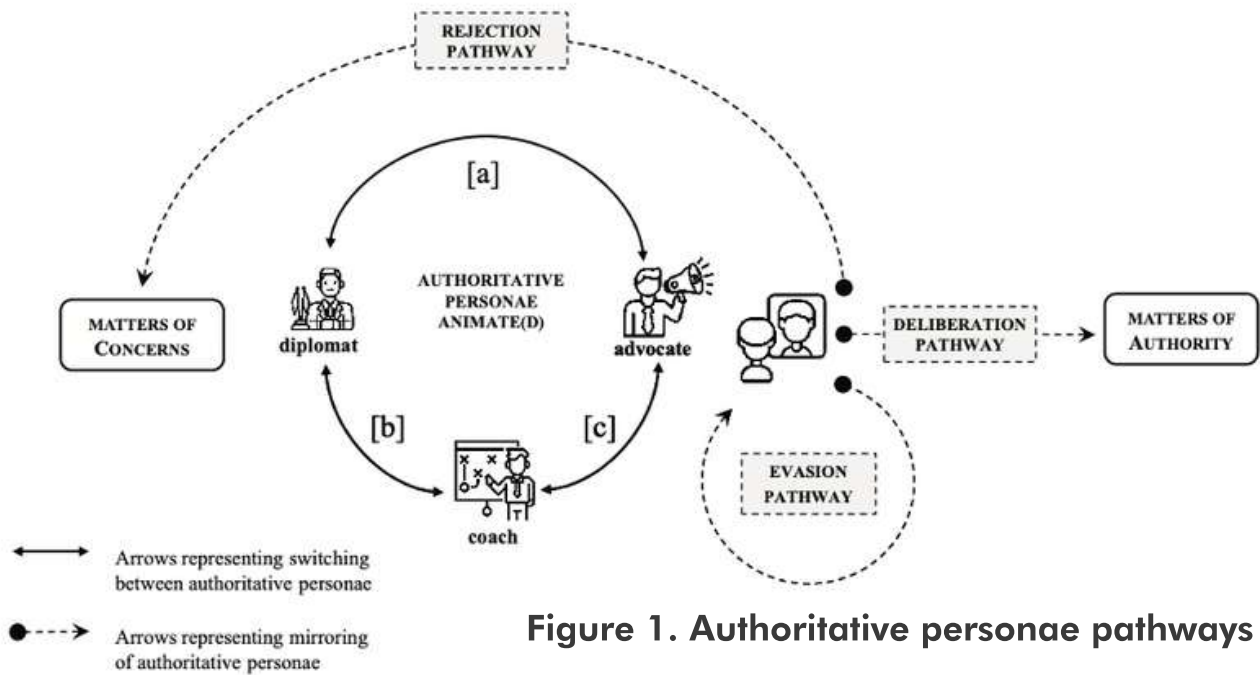 REJECTION
PATHWAY
[a]
AUTHORITATIVE
PERSONAE
ANIMATE(D)
diplomat
advocate
MATTERS OF
CONCERNS
DELIBERATION
PATHWAY
MATTERS OF
AUTHORITY
[b]
[c]
coach
EVASION
PATHWAY
Arrows representing switching
between authoritative personae
Arrows representing mirroring
of authoritative personae
Figure 1. Authoritative personae pathways